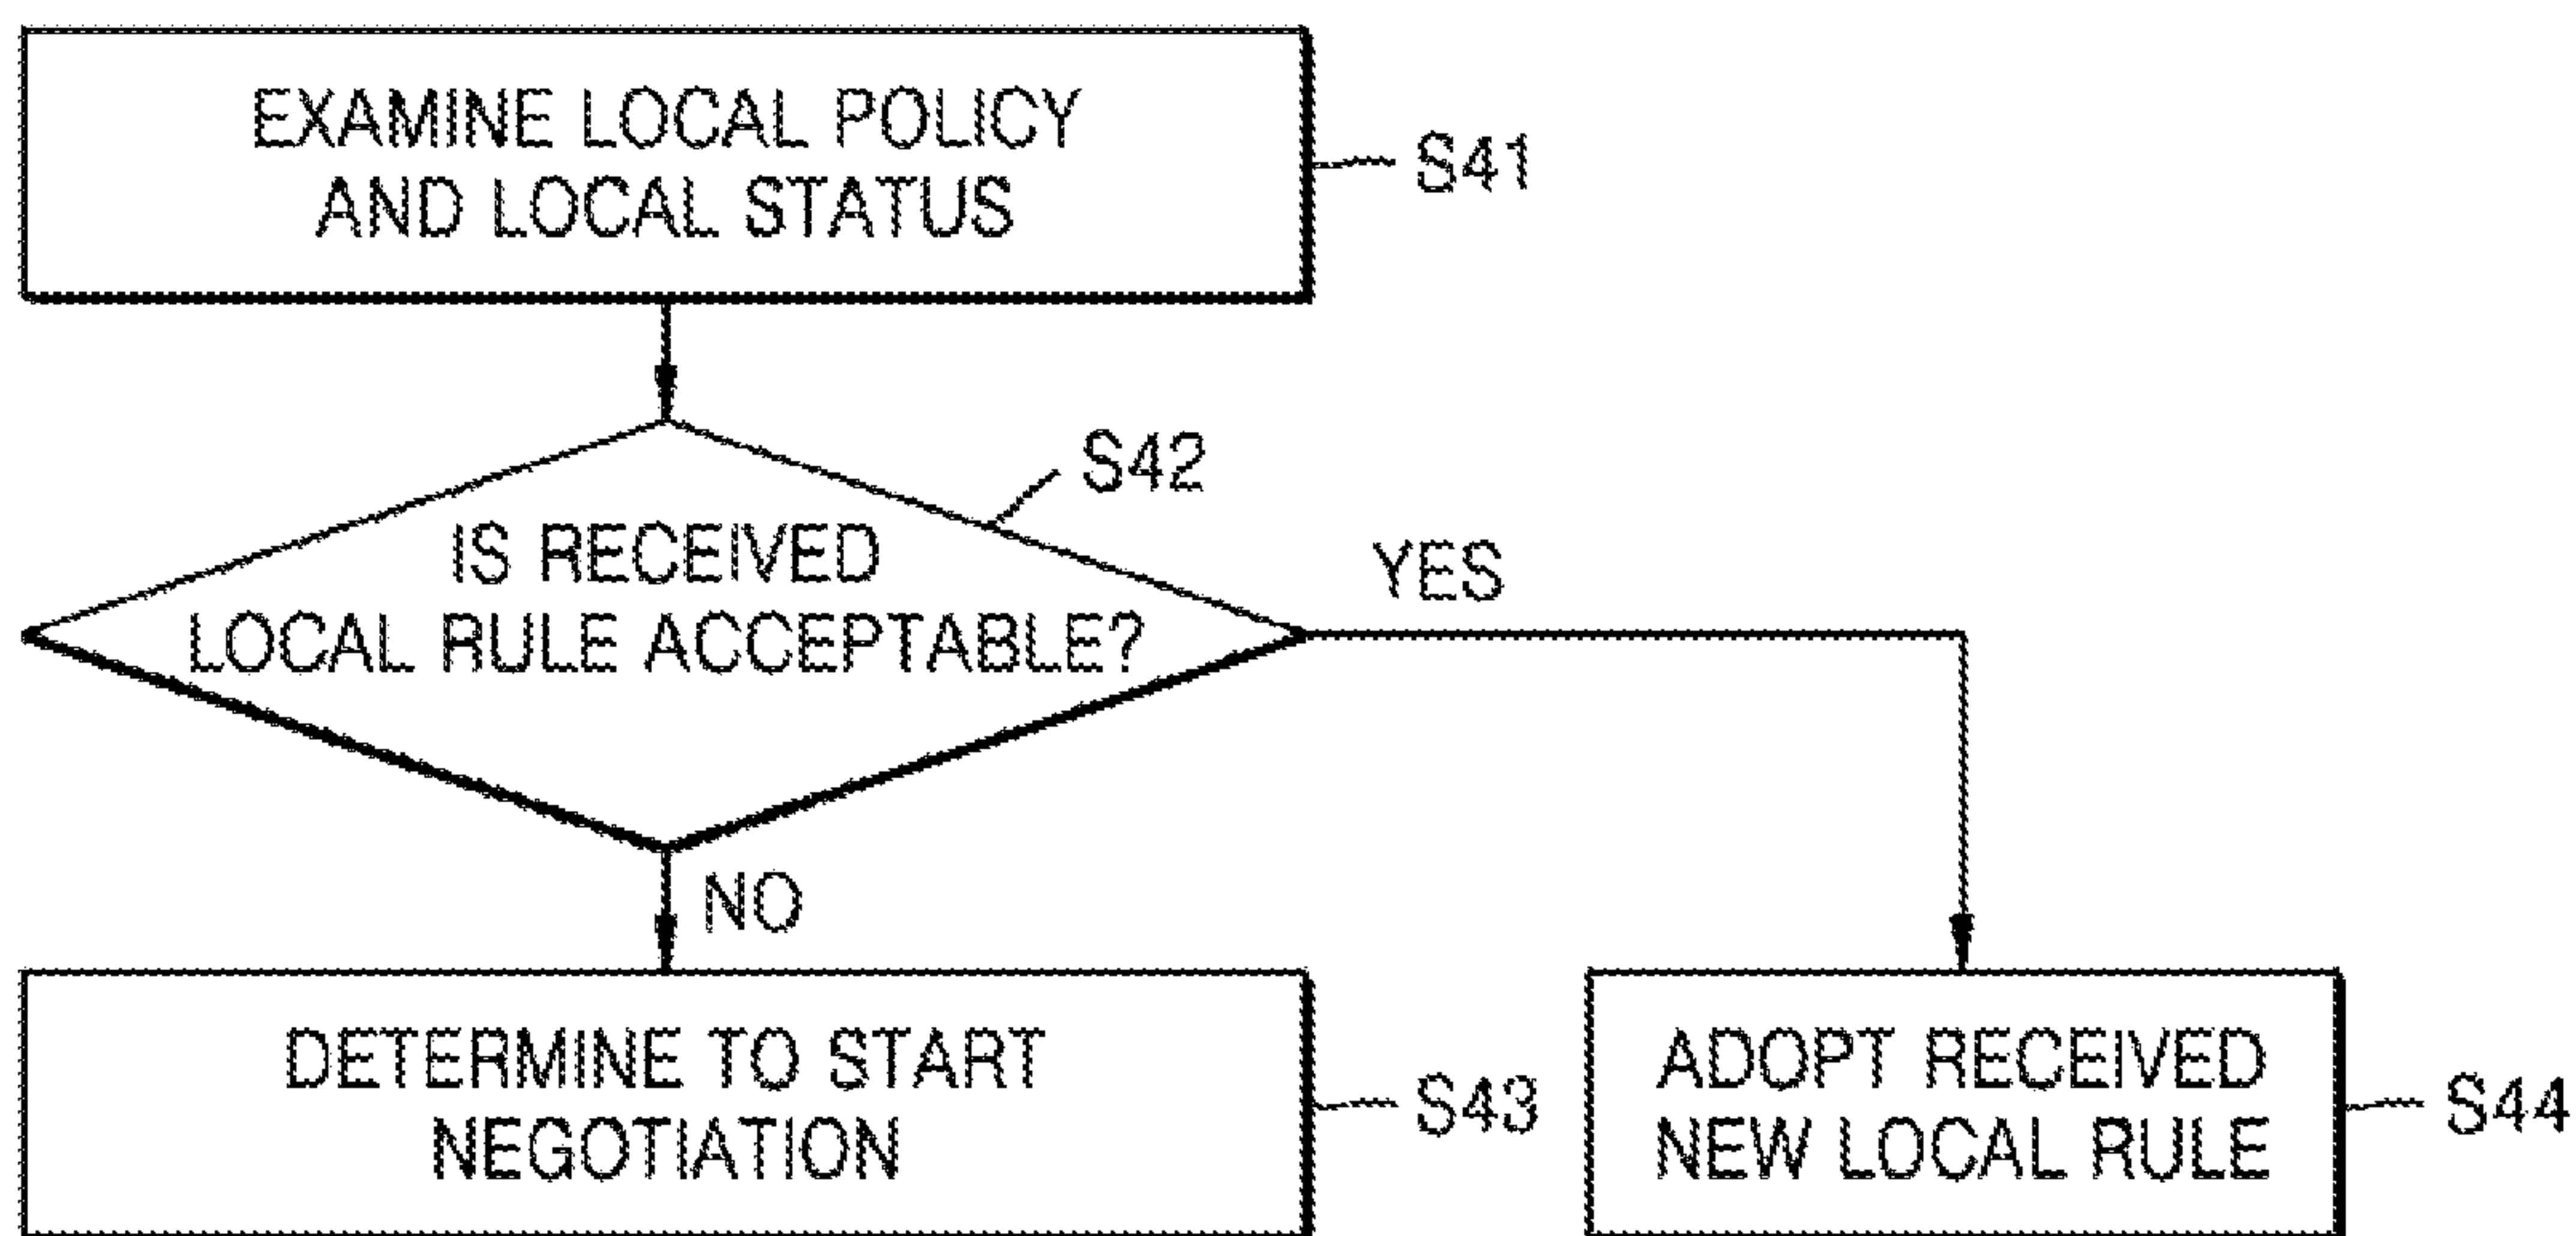 EXAMINE LOCAL POLICY
AND LOCAL STATUS
S41
S42
IS RECEIVED
LOCAL RULE ACCEPTABLE?
YES
NO
DETERMINE TO START
NEGOTIATION
S43
ADOPT RECEIVED
NEW LOCAL RULE
S44